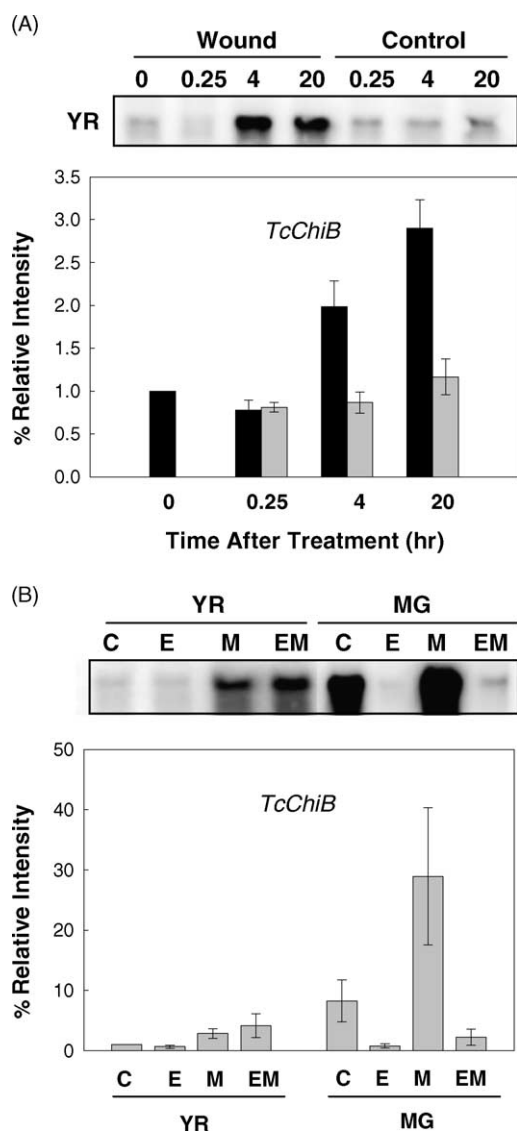 (A)
Wound Control
0 0.25 4 20 0.25 4 20
YR
3.5
3.0
2.5
2.0
1.5
1.0
0.5
0.0
% Relative Intensity
TcChiB
0 0.25 4 20
Time After Treatment (hr)
(B)
YR MG
C E M EM C E M EM
50
40
30
20
10
0
% Relative Intensity
TcChiB
C E M EM C E M EM
YR MG